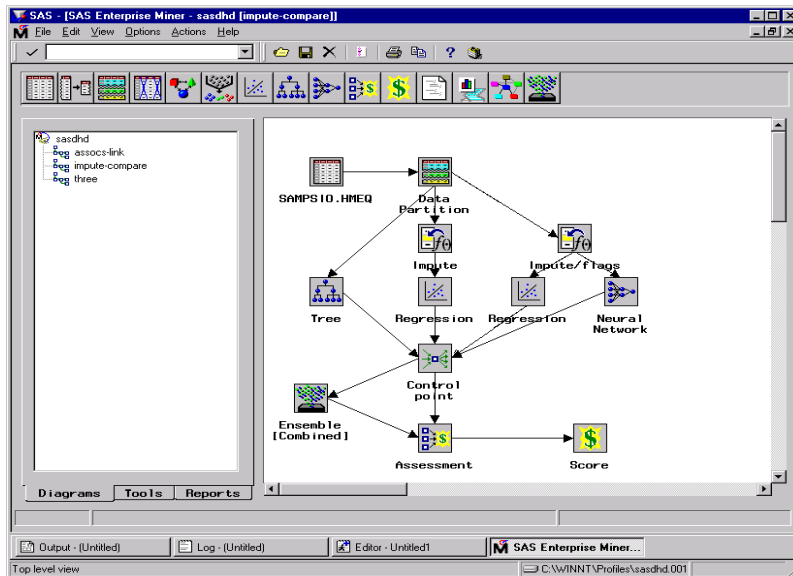 SAS - [SAS Enterprise Miner - sasdhd [impute-compare]]
File Edit View Options Actions Help
sasdhd
assocs-link
impute-compare
three
SAMPSIO.HMEQ
Data
Partition
Impute
Impute/flags
Tree
Regression
Regression
Neural
Network
Control
point
Ensemble
[Combined]
Assessment
Score
Diagrams Tools Reports
Output - (Untitled) Log - (Untitled) Editor - Untitled1 SAS Enterprise Miner...
Top level view C:\WINNT\Profiles\sasdhd.001